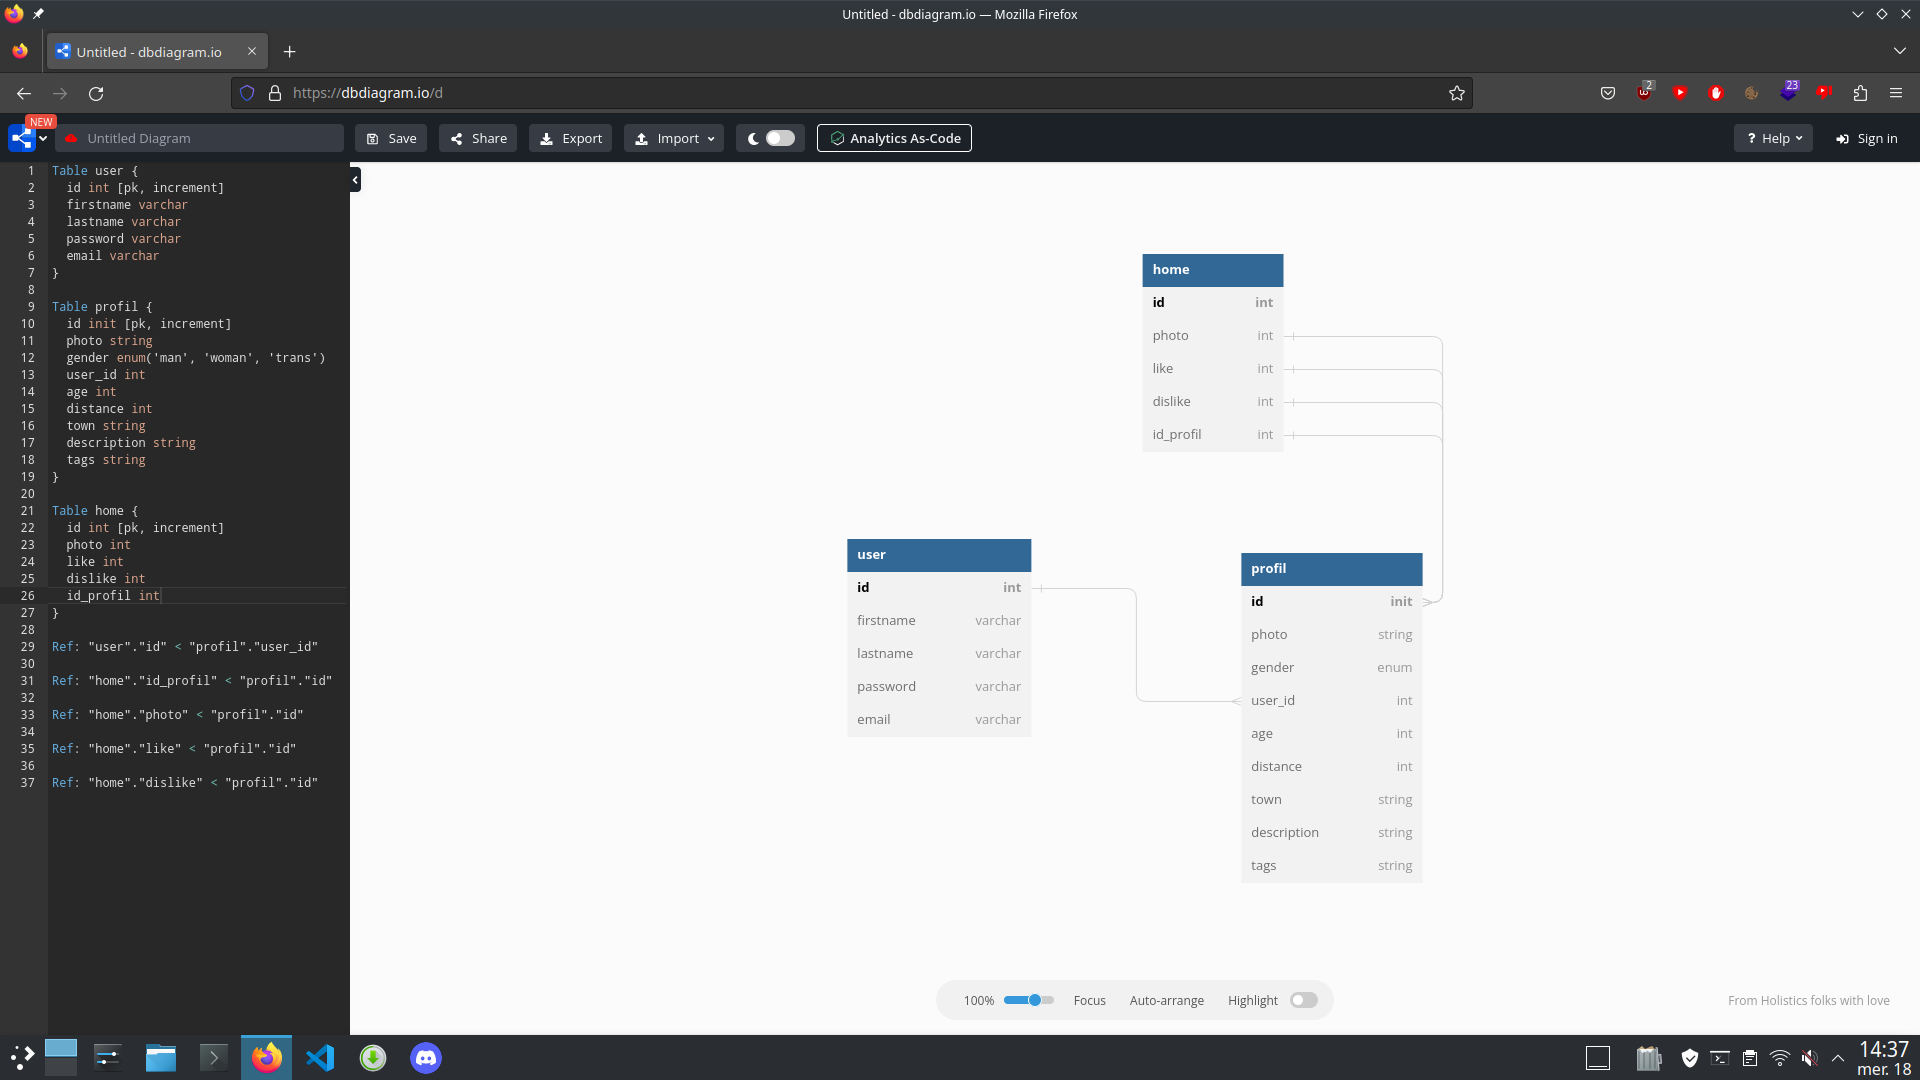 Untitled - dbdiagram.io — Mozilla Firefox
Untitled - dbdiagram.io
https://dbdiagram.io/d
2
23
NEW
Untitled Diagram
Save
Share
Export
Import
Analytics As-Code
? Help
Sign in
1 Table user {
2 id int [pk, increment]
3 firstname varchar
4 lastname varchar
5 password varchar
6 email varchar
7 }
8
9 Table profil {
10 id init [pk, increment]
11 photo string
12 gender enum('man', 'woman', 'trans')
13 user_id int
14 age int
15 distance int
16 town string
17 description string
18 tags string
19 }
20
21 Table home {
22 id int [pk, increment]
23 photo int
24 like int
25 dislike int
26 id_profil int
27 }
28
29 Ref: "user"."id" < "profil"."user_id"
30
31 Ref: "home"."id_profil" < "profil"."id"
32
33 Ref: "home"."photo" < "profil"."id"
34
35 Ref: "home"."like" < "profil"."id"
36
37 Ref: "home"."dislike" < "profil"."id"
home
id int
photo int
like int
dislike int
id_profil int
user
id int
firstname varchar
lastname varchar
password varchar
email varchar
profil
id init
photo string
gender enum
user_id int
age int
distance int
town string
description string
tags string
100%
Focus
Auto-arrange
Highlight
From Holistics folks with love
14:37
mer. 18